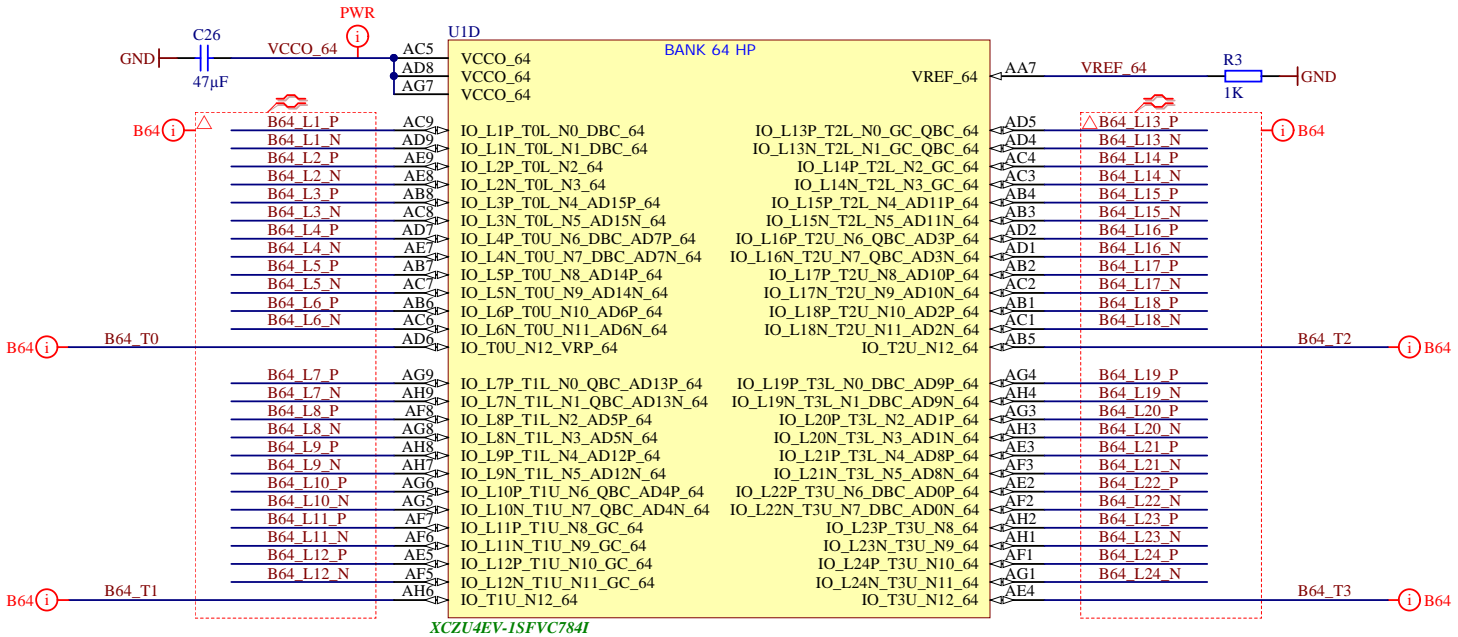 PWR
C26
U1D
BANK 64 HP
R3
GND
VCCO_64
AC5
VCCO_64
47µF
AD8
VCCO_64
AG7
VCCO_64
VREF_64
AA7
VREF_64
GND
1K
B64
B64
B64_L1_P AC9 IO_L1P_T0L_N0_DBC_64 IO_L13P_T2L_N0_GC_QBC_64 AD5 B64_L13_P
B64_L1_N AD9 IO_L1N_T0L_N1_DBC_64 IO_L13N_T2L_N1_GC_QBC_64 AD4 B64_L13_N
B64_L2_P AE9 IO_L2P_T0L_N2_64 IO_L14P_T2L_N2_GC_64 AC4 B64_L14_P
B64_L2_N AE8 IO_L2N_T0L_N3_64 IO_L14N_T2L_N3_GC_64 AC3 B64_L14_N
B64_L3_P AB8 IO_L3P_T0L_N4_AD15P_64 IO_L15P_T2L_N4_AD11P_64 AB4 B64_L15_P
B64_L3_N AC8 IO_L3N_T0L_N5_AD15N_64 IO_L15N_T2L_N5_AD11N_64 AB3 B64_L15_N
B64_L4_P AD7 IO_L4P_T0U_N6_DBC_AD7P_64 IO_L16P_T2U_N6_QBC_AD3P_64 AD2 B64_L16_P
B64_L4_N AE7 IO_L4N_T0U_N7_DBC_AD7N_64 IO_L16N_T2U_N7_QBC_AD3N_64 AD1 B64_L16_N
B64_L5_P AB7 IO_L5P_T0U_N8_AD14P_64 IO_L17P_T2U_N8_AD10P_64 AB2 B64_L17_P
B64_L5_N AC7 IO_L5N_T0U_N9_AD14N_64 IO_L17N_T2U_N9_AD10N_64 AC2 B64_L17_N
B64_L6_P AB6 IO_L6P_T0U_N10_AD6P_64 IO_L18P_T2U_N10_AD2P_64 AB1 B64_L18_P
B64_L6_N AC6 IO_L6N_T0U_N11_AD6N_64 IO_L18N_T2U_N11_AD2N_64 AC1 B64_L18_N
B64 B64_T0 AD6 IO_T0U_N12_VRP_64 IO_T2U_N12_64 AB5 B64_T2 B64
B64_L7_P AG9 IO_L7P_T1L_N0_QBC_AD13P_64 IO_L19P_T3L_N0_DBC_AD9P_64 AG4 B64_L19_P
B64_L7_N AH9 IO_L7N_T1L_N1_QBC_AD13N_64 IO_L19N_T3L_N1_DBC_AD9N_64 AH4 B64_L19_N
B64_L8_P AF8 IO_L8P_T1L_N2_AD5P_64 IO_L20P_T3L_N2_AD1P_64 AG3 B64_L20_P
B64_L8_N AG8 IO_L8N_T1L_N3_AD5N_64 IO_L20N_T3L_N3_AD1N_64 AH3 B64_L20_N
B64_L9_P AH8 IO_L9P_T1L_N4_AD12P_64 IO_L21P_T3L_N4_AD8P_64 AE3 B64_L21_P
B64_L9_N AH7 IO_L9N_T1L_N5_AD12N_64 IO_L21N_T3L_N5_AD8N_64 AF3 B64_L21_N
B64_L10_P AG6 IO_L10P_T1U_N6_QBC_AD4P_64 IO_L22P_T3U_N6_DBC_AD0P_64 AE2 B64_L22_P
B64_L10_N AG5 IO_L10N_T1U_N7_QBC_AD4N_64 IO_L22N_T3U_N7_DBC_AD0N_64 AF2 B64_L22_N
B64_L11_P AF7 IO_L11P_T1U_N8_GC_64 IO_L23P_T3U_N8_64 AH2 B64_L23_P
B64_L11_N AF6 IO_L11N_T1U_N9_GC_64 IO_L23N_T3U_N9_64 AH1 B64_L23_N
B64_L12_P AE5 IO_L12P_T1U_N10_GC_64 IO_L24P_T3U_N10_64 AF1 B64_L24_P
B64_L12_N AF5 IO_L12N_T1U_N11_GC_64 IO_L24N_T3U_N11_64 AG1 B64_L24_N
B64 B64_T1 AH6 IO_T1U_N12_64 IO_T3U_N12_64 AE4 B64_T3 B64
XCZU4EV-1SFVC784I